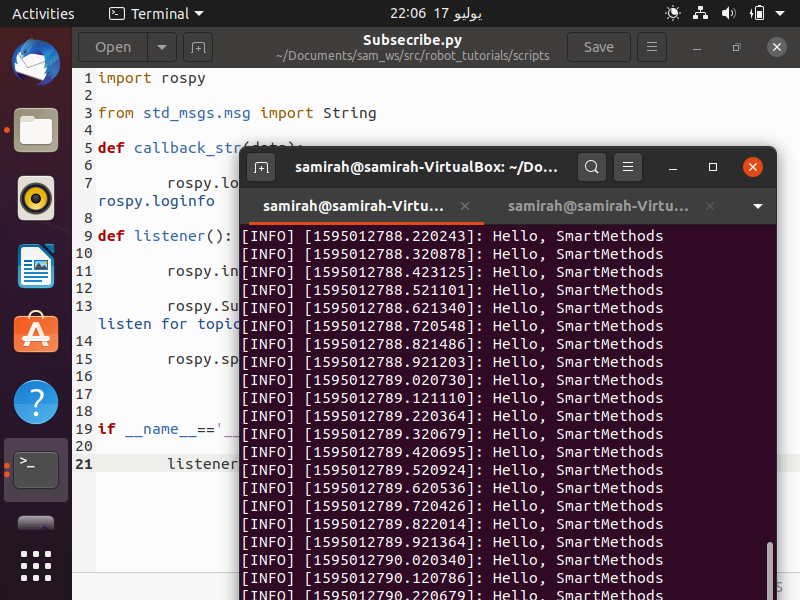 Activities
Terminal
22:06 17 يوليو
Open
Subsecribe.py
~/Documents/sam_ws/src/robot_tutorials/scripts
Save
1 import rospy
2
3 from std_msgs.msg import String
4
5 def callback_str(data):
6
7 rospy.lo
rospy.loginfo
8
9 def listener():
10
11 rospy.in
12
13 rospy.Su
listen for topic
14
15 rospy.sp
16
17
18
19 if __name__=='__
20
21 listener
samirah@samirah-VirtualBox: ~/Do...
samirah@samirah-Virtu...
samirah@samirah-Virtu...
[INFO] [1595012788.220243]: Hello, SmartMethods
[INFO] [1595012788.320878]: Hello, SmartMethods
[INFO] [1595012788.423125]: Hello, SmartMethods
[INFO] [1595012788.521101]: Hello, SmartMethods
[INFO] [1595012788.621340]: Hello, SmartMethods
[INFO] [1595012788.720548]: Hello, SmartMethods
[INFO] [1595012788.821486]: Hello, SmartMethods
[INFO] [1595012788.921203]: Hello, SmartMethods
[INFO] [1595012789.020730]: Hello, SmartMethods
[INFO] [1595012789.121110]: Hello, SmartMethods
[INFO] [1595012789.220364]: Hello, SmartMethods
[INFO] [1595012789.320679]: Hello, SmartMethods
[INFO] [1595012789.420695]: Hello, SmartMethods
[INFO] [1595012789.520924]: Hello, SmartMethods
[INFO] [1595012789.620536]: Hello, SmartMethods
[INFO] [1595012789.720426]: Hello, SmartMethods
[INFO] [1595012789.822014]: Hello, SmartMethods
[INFO] [1595012789.921364]: Hello, SmartMethods
[INFO] [1595012790.020340]: Hello, SmartMethods
[INFO] [1595012790.120786]: Hello, SmartMethods
[INFO] [1595012790.220679]: Hello, SmartMethods